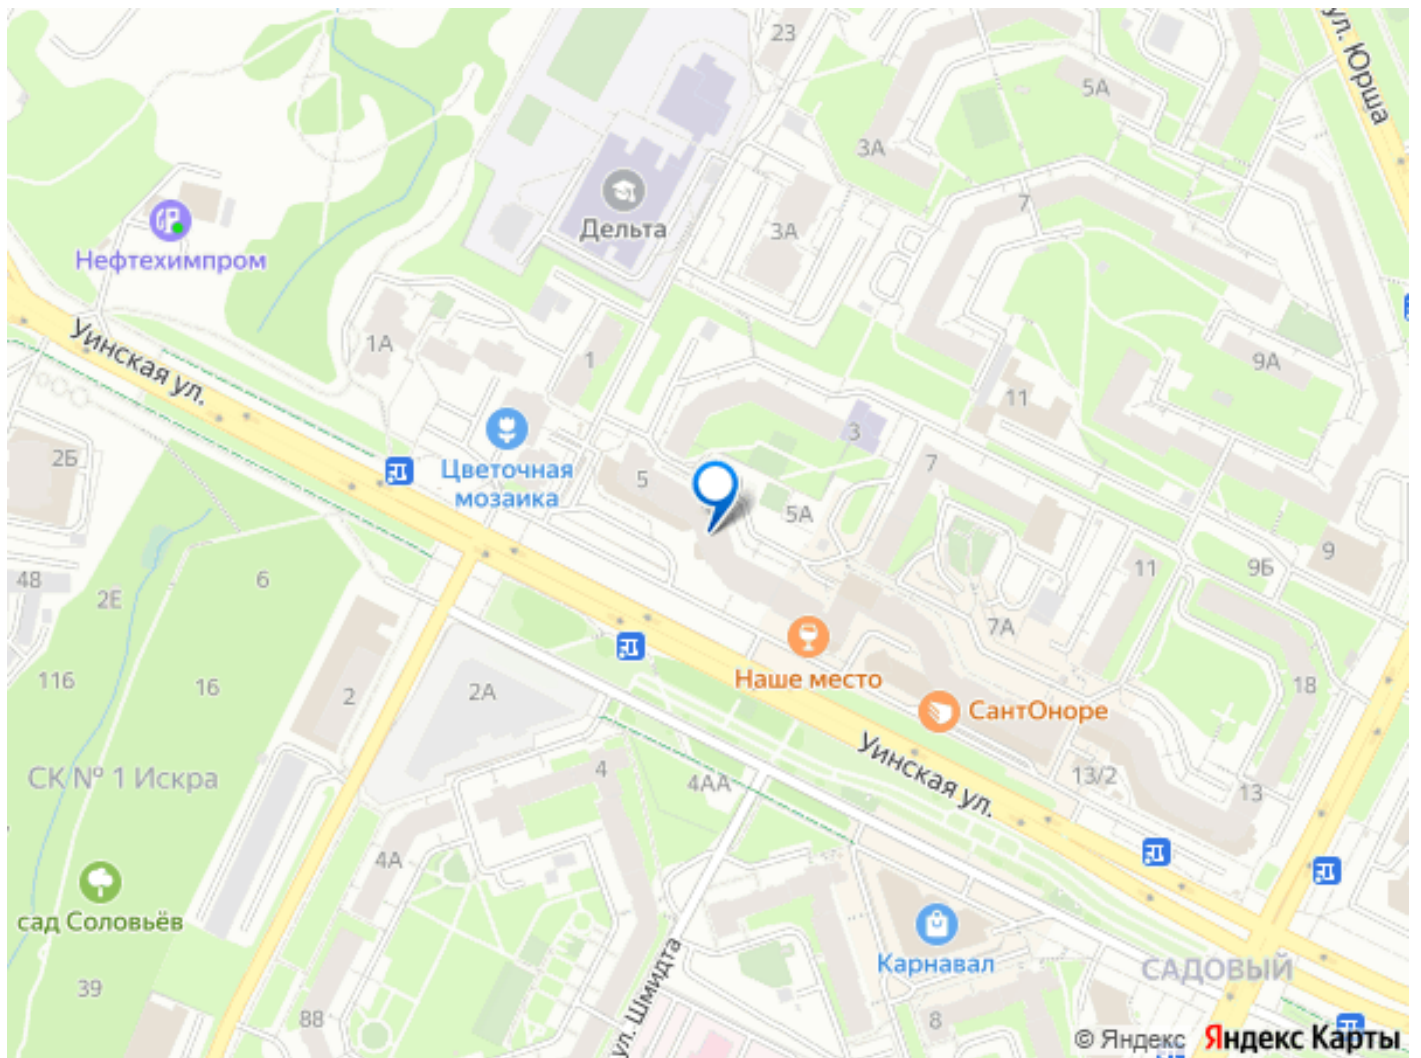 23
ул. Юрша
5А
3А
Дельта
7
3А
Нефтехимпром
Уинская ул.
1А
1
9А
11
3
2Б
Цветочная
мозаика
5
7
5А
9
11
9Б
48
2Е
6
7А
116
16
2
2А
Наше место
18
СантОноре
Уинская ул.
СК № 1 Искра
4
4АА
13/2
13
4А
сад Соловьёв
Карнавал
САДОВЫЙ
39
88
ул. Шмидта
8
© Яндекс Яндекс Карты